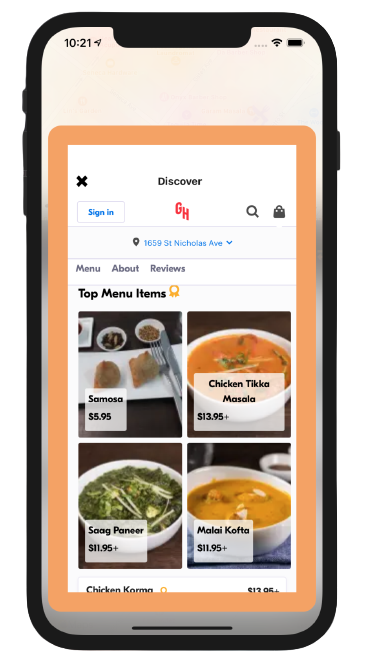 10:21
Discover
Sign in
GH
1659 St Nicholas Ave
Menu About Reviews
Top Menu Items
Samosa
$5.95
Chicken Tikka
Masala
$13.95+
Saag Paneer
$11.95+
Malai Kofta
$11.95+
Chicken Korma $13.95+